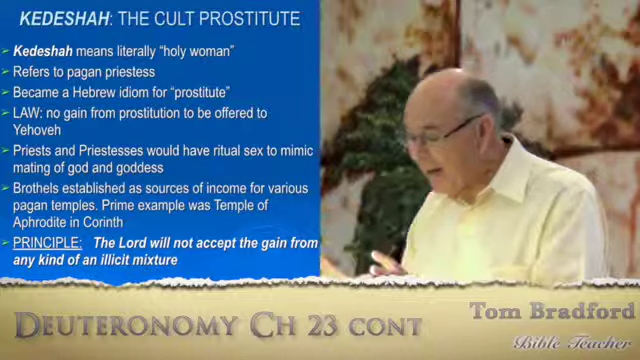 KEDESHAH: THE CULT PROSTITUTE
➢ Kedeshah means literally “holy woman”
➢ Refers to pagan priestess
➢ Became a Hebrew idiom for “prostitute”
➢ LAW: no gain from prostitution to be offered to
Yehoveh
➢ Priests and Priestesses would have ritual sex to mimic
mating of god and goddess
➢ Brothels established as sources of income for various
pagan temples. Prime example was Temple of
Aphrodite in Corinth
➢ PRINCIPLE: The Lord will not accept the gain from
any kind of an illicit mixture
Deuteronomy Ch 23 cont
Tom Bradford
Bible Teacher